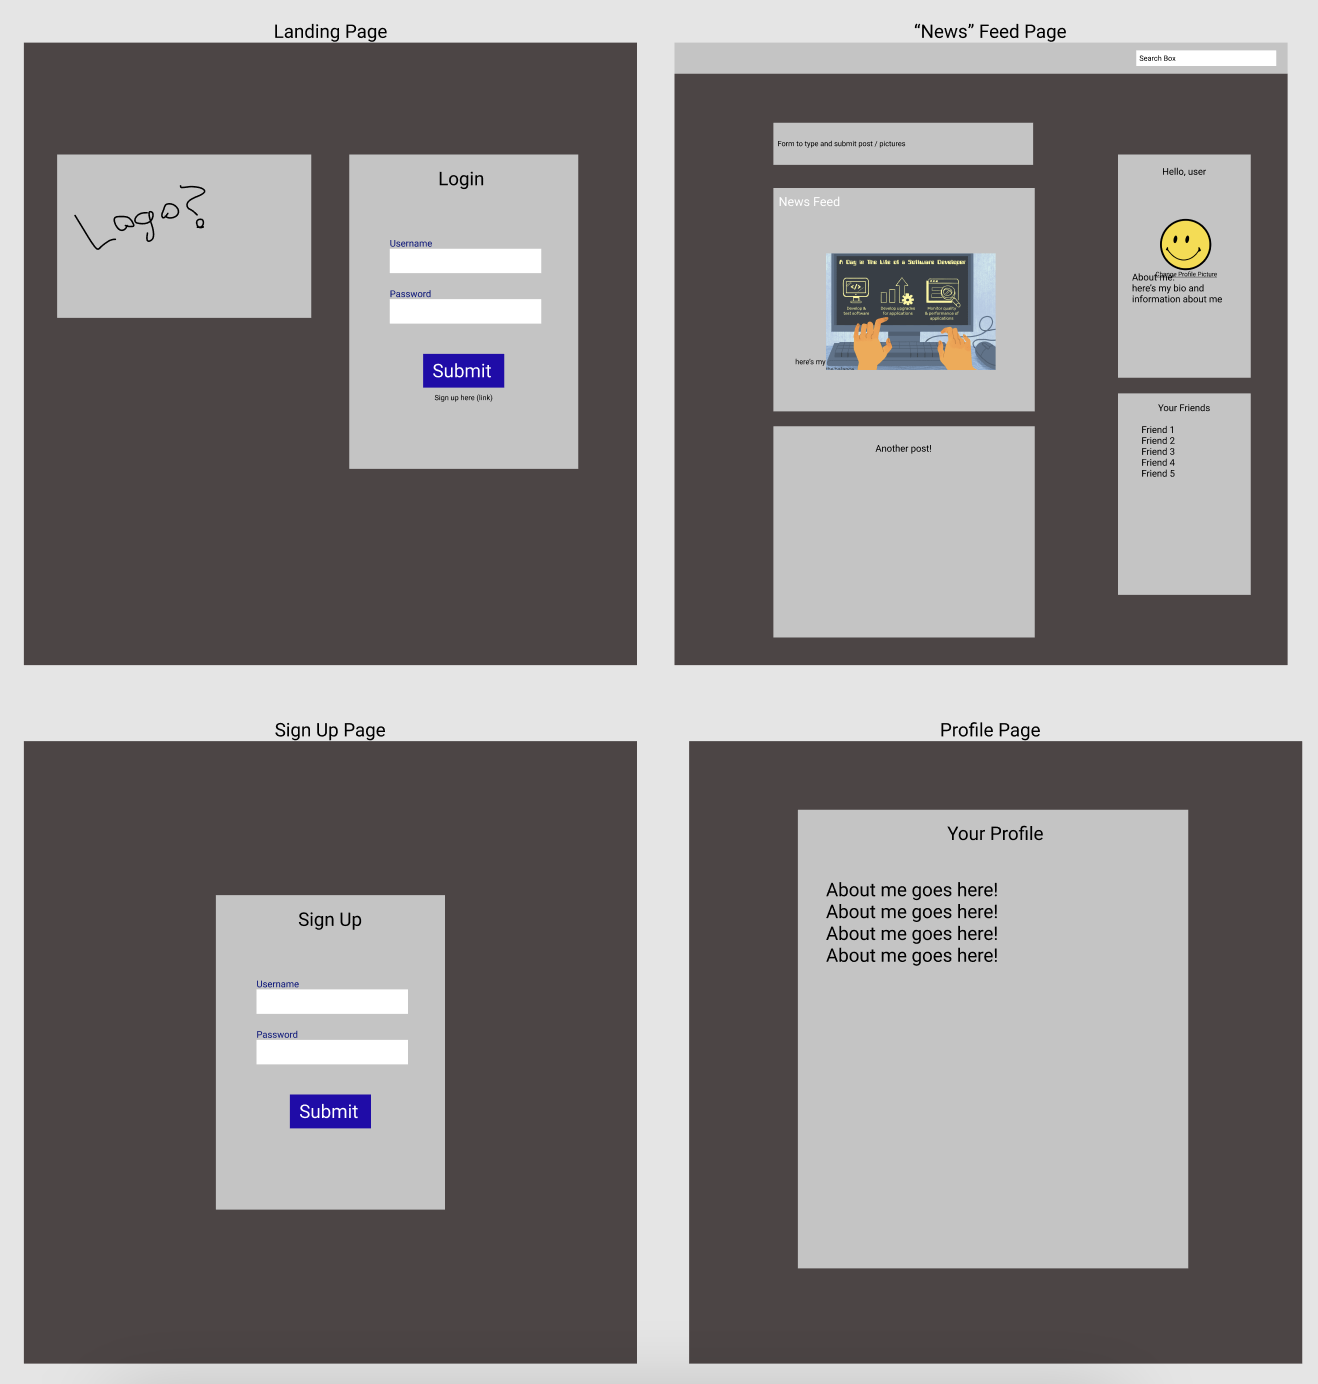 Landing Page
Logo?
Login
Username
Password
Submit
Sign up here (link)
“News” Feed Page
Search Box
Form to type and submit post / pictures
News Feed
A Day in The Life of a Software Developer
Develop &
test software
Develop upgrades
for applications
Monitor quality
& performance of
applications
here's my
Another post!
Hello, user
Change Profile Picture
About me:
here's my bio and
information about me
Your Friends
Friend 1
Friend 2
Friend 3
Friend 4
Friend 5
Sign Up Page
Sign Up
Username
Password
Submit
Profile Page
Your Profile
About me goes here!
About me goes here!
About me goes here!
About me goes here!